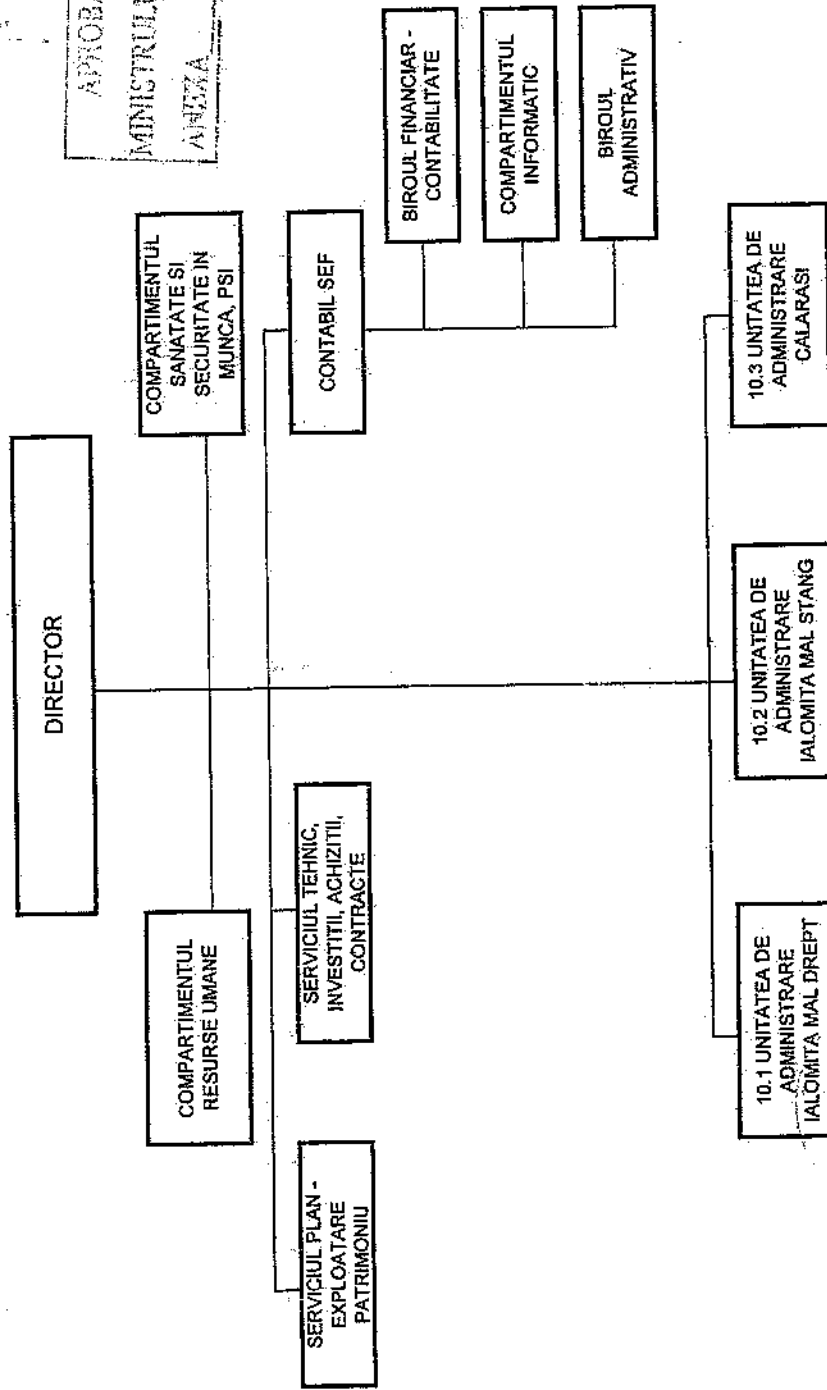 APROBA
MINISTRULUI
ANEXA
DIRECTOR
COMPARTIMENTUL
RESURSE UMANE
COMPARTIMENTUL
SANATATE SI
SECURITATE IN
MUNCA, PSI
SERVICIUL PLAN -
EXPLOATARE
PATRIMONIU
SERVICIUL TEHNIC,
INVESTITII, ACHIZITII,
CONTRACTE
CONTABIL SEF
BIROUL FINANCIAR -
CONTABILITATE
COMPARTIMENTUL
INFORMATIC
BIROUL
ADMINISTRATIV
10.1 UNITATEA DE
ADMINISTRARE
IALOMITA MAL DREPT
10.2 UNITATEA DE
ADMINISTRARE
IALOMITA MAL STANG
10.3 UNITATEA DE
ADMINISTRARE
CALARASI